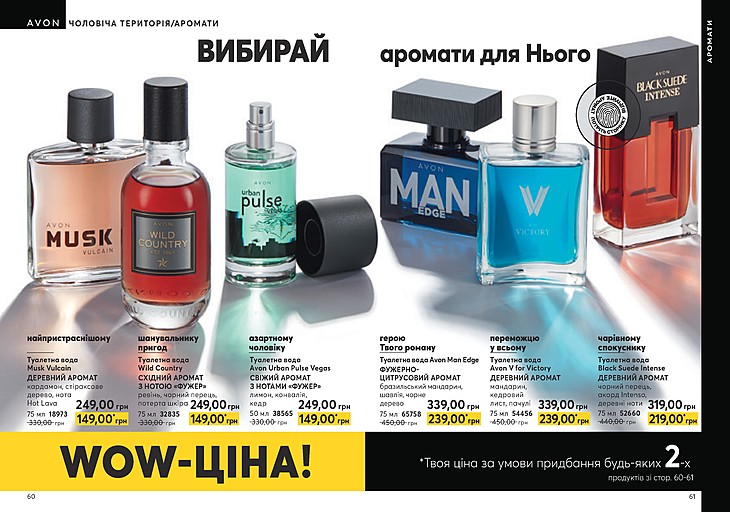 AVON ЧОЛОВІЧА ТЕРИТОРІЯ/АРОМАТИ
АРОМАТИ
ВИБИРАЙ аромати для Нього
AVON
MUSK
VULCAIN
AVON
WILD
COUNTRY
urban
pulse
AVON
MAN
EDGE
V
VICTORY
AVON
BLACK SUEDE
INTENSE
найпристраснішому
Туалетна вода
Musk Vulcain
ДЕРЕВНИЙ АРОМАТ
кардамон, цитрусове
дерево, нота
Hot Lava
75 мл 18973
330,00 грн
249,00 грн
149,00* грн
шанувальнику
пригод
Туалетна вода
Wild Country
СХІДНИЙ АРОМАТ
З НОТОЮ «ФУЖЕР»
ревінь, чорний перець,
потерта шкіра
75 мл 32835
330,00 грн
249,00 грн
149,00* грн
азартному
чоловіку
Туалетна вода
Avon Urban Pulse Vegas
СВІЖИЙ АРОМАТ
З НОТАМИ «ФУЖЕР»
лимон, конвалія,
кедр
50 мл 38565
330,00 грн
249,00 грн
149,00* грн
герою
Твого роману
Туалетна вода Avon Man Edge
ФУЖЕРНО-
ЦИТРУСОВИЙ АРОМАТ
бразильський мандарин,
шавлія, чорне
дерево
75 мл 65758
450,00 грн
339,00 грн
239,00* грн
переможцю
у всьому
Туалетна вода
Avon V for Victory
ДЕРЕВНИЙ АРОМАТ
мандарин,
кедровий
лист, пачулі
75 мл 54456
450,00 грн
339,00 грн
239,00* грн
чарівному
спокуснику
Туалетна вода
Black Suede Intense
ДЕРЕВНИЙ АРОМАТ
чорний перець,
акорд Intenso,
деревні ноти
75 мл 52660
440,00 грн
319,00 грн
219,00* грн
WOW-ЦІНА!
*Твоя ціна за умови придбання будь-яких 2-х
продуктів зі стор. 60-61
60
61